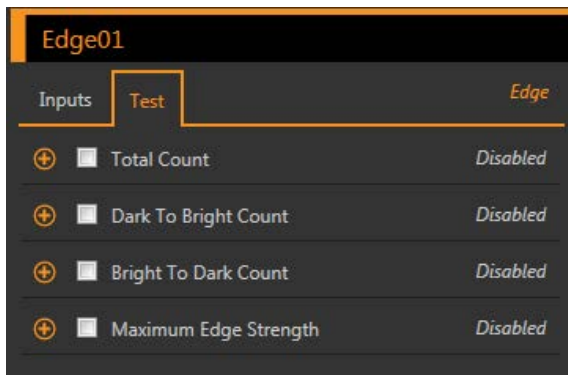 Edge01
Inputs Test Edge
Total Count Disabled
Dark To Bright Count Disabled
Bright To Dark Count Disabled
Maximum Edge Strength Disabled